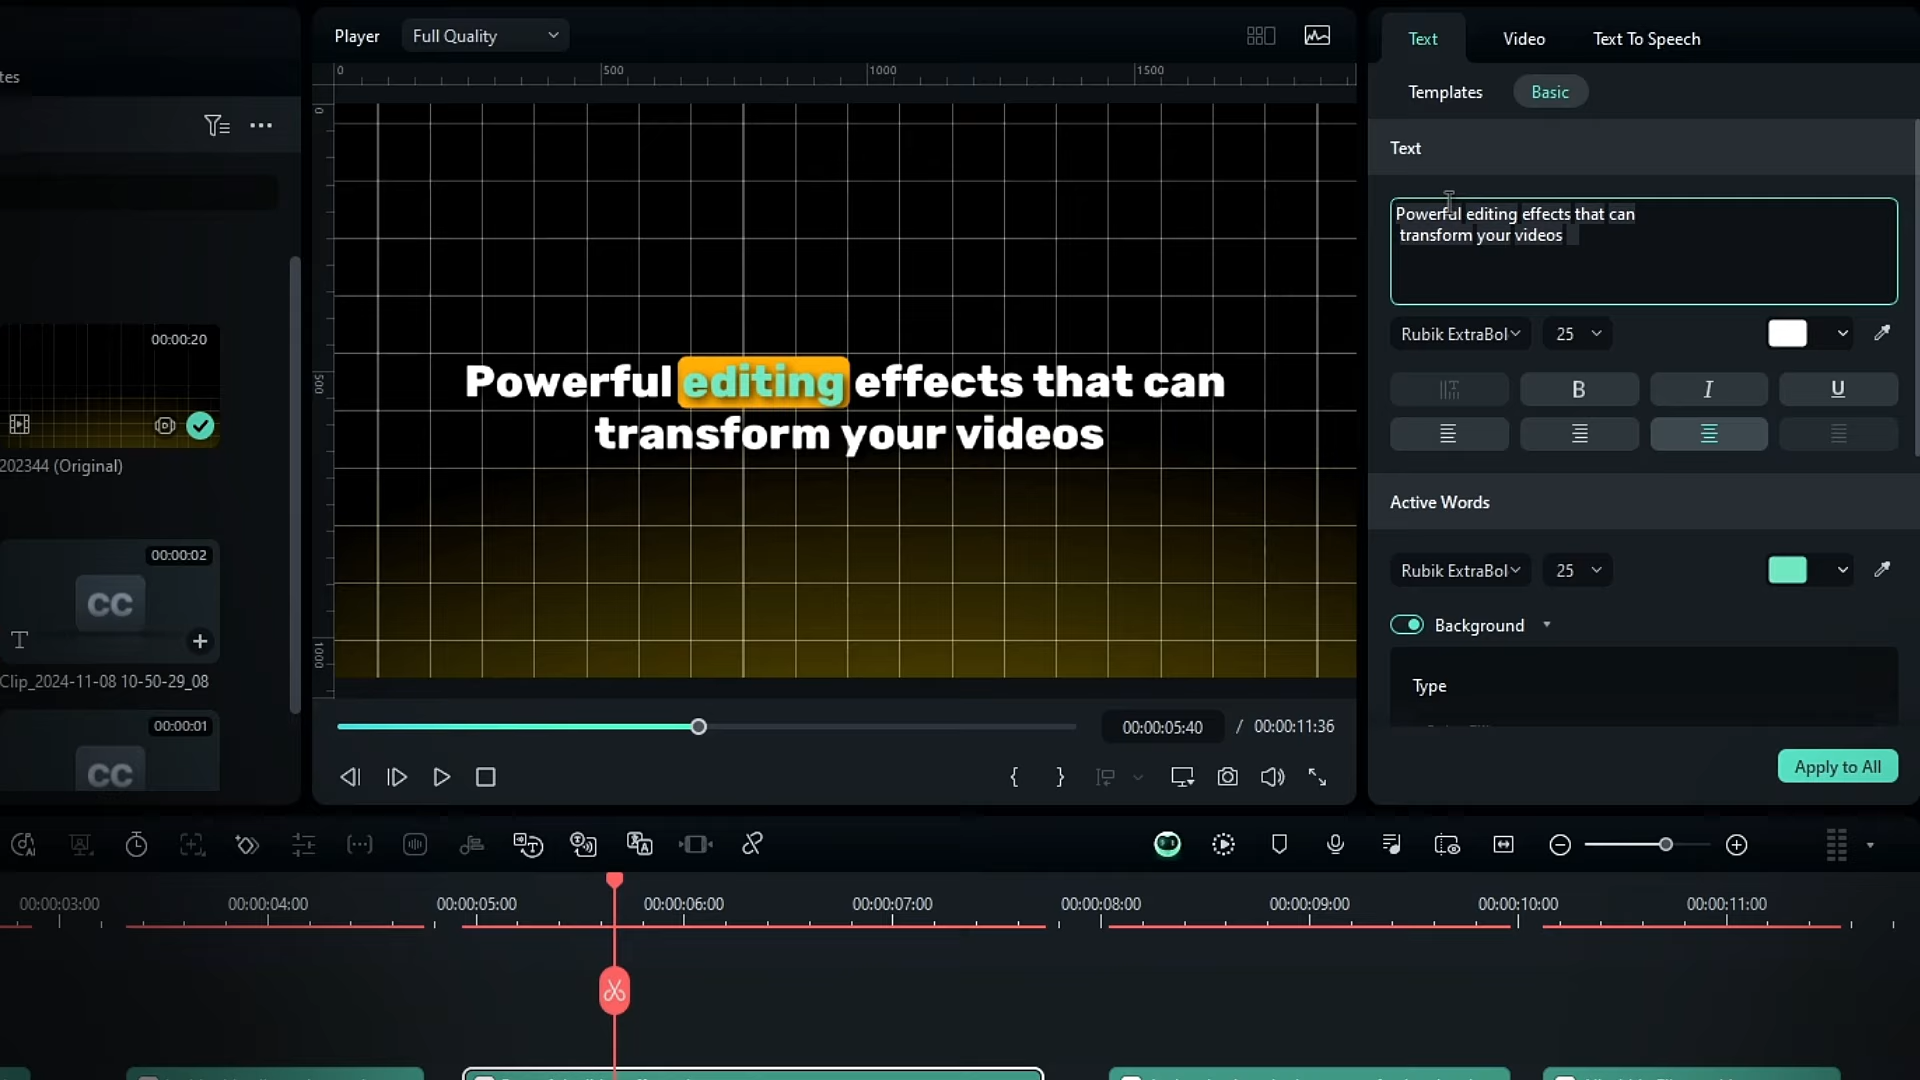 tes
00:00:20
202344 (Original)
00:00:02
CC
T
Clip_2024-11-08 10-50-29_08
00:00:01
CC
Player
Full Quality
0
500
1000
1500
0
500
1000
Powerful editing effects that can
transform your videos
00:00:05:40 / 00:00:11:36
{ }
Text
Video
Text To Speech
Templates
Basic
Text
Powerful editing effects that can
transform your videos
Rubik ExtraBol
25
B
I
U
Active Words
Rubik ExtraBol
25
Background
Type
Apply to All
00:00:03:00
00:00:04:00
00:00:05:00
00:00:06:00
00:00:07:00
00:00:08:00
00:00:09:00
00:00:10:00
00:00:11:00